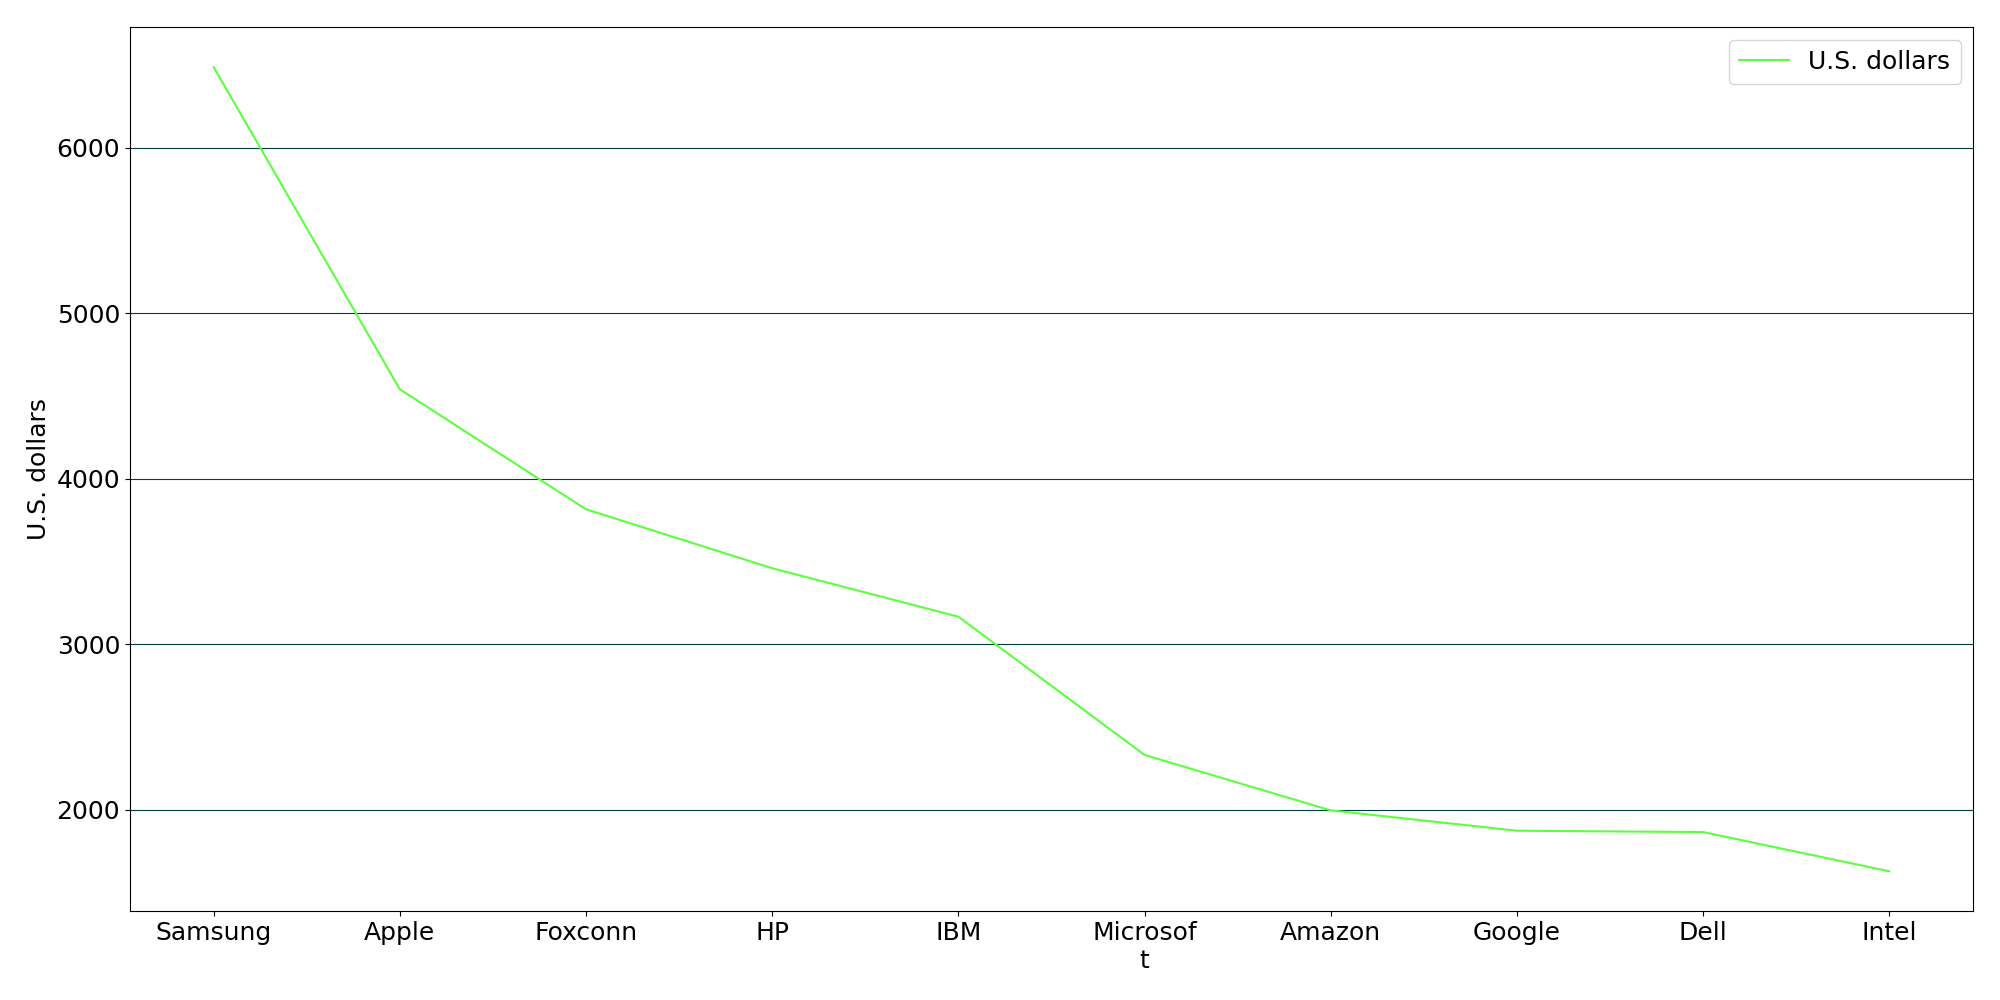 U.S. dollars
6000
5000
4000
3000
2000
U.S. dollars
Samsung Apple Foxconn HP IBM Microsof Amazon Google Dell Intel
t